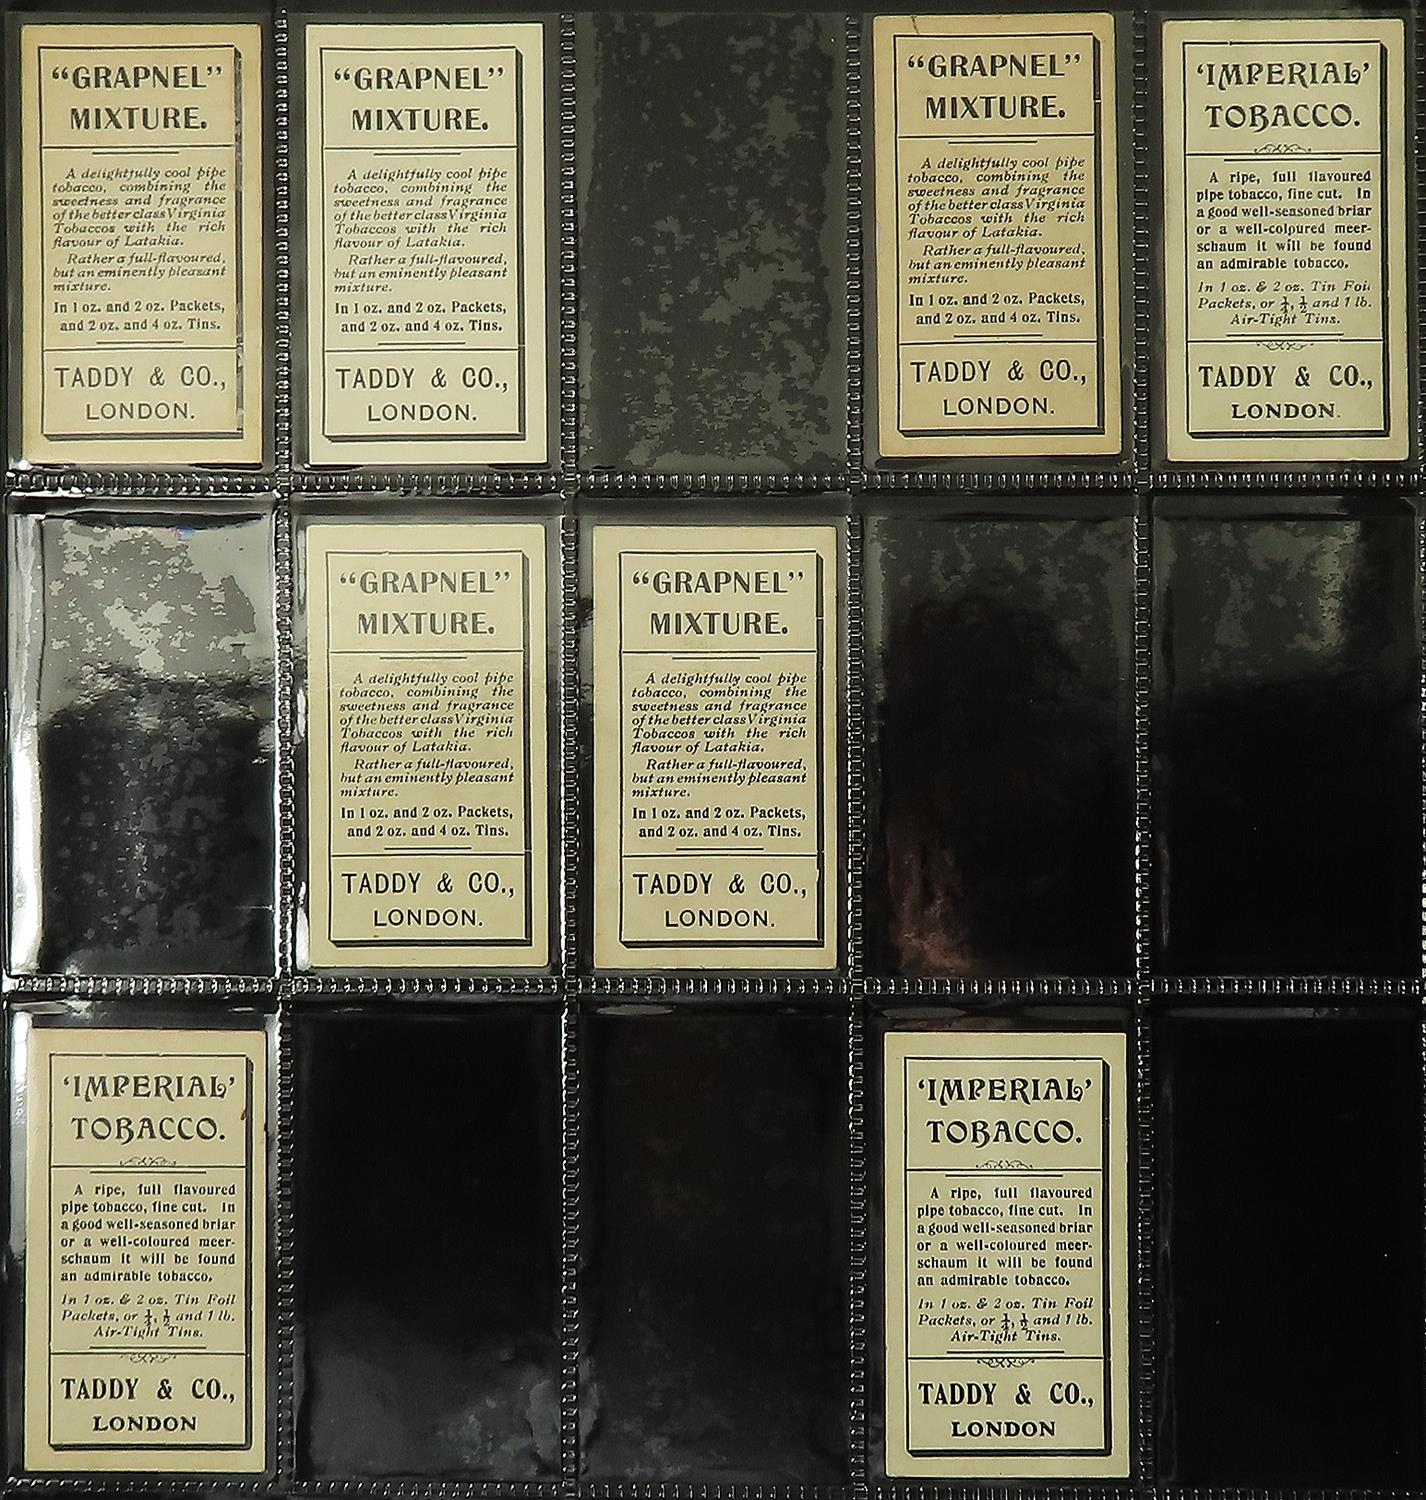 "GRAPNEL"
MIXTURE.
A delightfully cool pipe
tobacco, combining the
sweetness and fragrance
of the better class Virginia
Tobaccos with the rich
flavour of Latakia.
Rather a full-flavoured,
but an eminently pleasant
mixture.
In 1 oz. and 2 oz. Packets,
and 2 oz. and 4 oz. Tins.
TADDY & CO.,
LONDON.
"GRAPNEL"
MIXTURE.
A delightfully cool pipe
tobacco, combining the
sweetness and fragrance
of the better class Virginia
Tobaccos with the rich
flavour of Latakia.
Rather a full-flavoured,
but an eminently pleasant
mixture.
In 1 oz. and 2 oz. Packets,
and 2 oz. and 4 oz. Tins.
TADDY & CO.,
LONDON.
"GRAPNEL"
MIXTURE.
A delightfully cool pipe
tobacco, combining the
sweetness and fragrance
of the better class Virginia
Tobaccos with the rich
flavour of Latakia.
Rather a full-flavoured,
but an eminently pleasant
mixture.
In 1 oz. and 2 oz. Packets,
and 2 oz. and 4 oz. Tins.
TADDY & CO.,
LONDON.
'IMPERIAL'
TOBACCO.
A ripe, full flavoured
pipe tobacco, fine cut. In
a good well-seasoned briar
or a well-coloured meer-
schaum it will be found
an admirable tobacco.
In 1 oz. & 2 oz. Tin Foil
Packets, or ¼, ½ and 1 lb.
Air-Tight Tins.
TADDY & CO.,
LONDON.
"GRAPNEL"
MIXTURE.
A delightfully cool pipe
tobacco, combining the
sweetness and fragrance
of the better class Virginia
Tobaccos with the rich
flavour of Latakia.
Rather a full-flavoured,
but an eminently pleasant
mixture.
In 1 oz. and 2 oz. Packets,
and 2 oz. and 4 oz. Tins.
TADDY & CO.,
LONDON.
"GRAPNEL"
MIXTURE.
A delightfully cool pipe
tobacco, combining the
sweetness and fragrance
of the better class Virginia
Tobaccos with the rich
flavour of Latakia.
Rather a full-flavoured,
but an eminently pleasant
mixture.
In 1 oz. and 2 oz. Packets,
and 2 oz. and 4 oz. Tins.
TADDY & CO.,
LONDON.
'IMPERIAL'
TOBACCO.
A ripe, full flavoured
pipe tobacco, fine cut. In
a good well-seasoned briar
or a well-coloured meer-
schaum it will be found
an admirable tobacco.
In 1 oz. & 2 oz. Tin Foil
Packets, or ¼, ½ and 1 lb.
Air-Tight Tins.
TADDY & CO.,
LONDON
'IMPERIAL'
TOBACCO.
A ripe, full flavoured
pipe tobacco, fine cut. In
a good well-seasoned briar
or a well-coloured meer-
schaum it will be found
an admirable tobacco.
In 1 oz. & 2 oz. Tin Foil
Packets, or ¼, ½ and 1 lb.
Air-Tight Tins.
TADDY & CO.,
LONDON